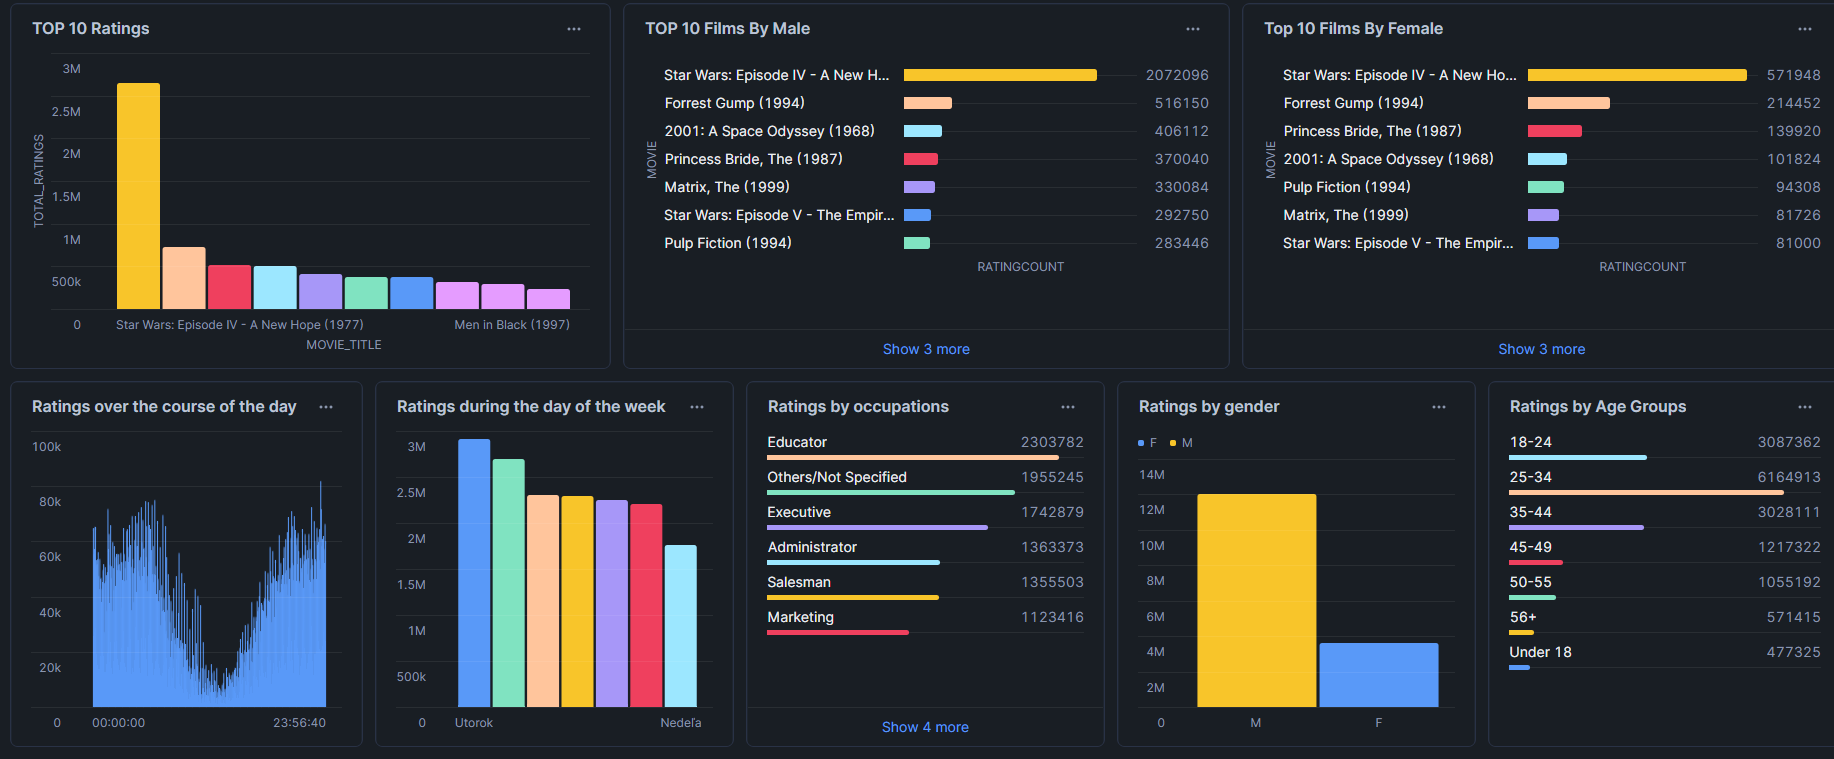 TOP 10 Ratings
3M
2.5M
2M
1.5M
1M
500k
0
TOTAL_RATINGS
Star Wars: Episode IV - A New Hope (1977)
Men in Black (1997)
MOVIE_TITLE
TOP 10 Films By Male
MOVIE
Star Wars: Episode IV - A New H... 2072096
Forrest Gump (1994) 516150
2001: A Space Odyssey (1968) 406112
Princess Bride, The (1987) 370040
Matrix, The (1999) 330084
Star Wars: Episode V - The Empir... 292750
Pulp Fiction (1994) 283446
RATINGCOUNT
Show 3 more
Top 10 Films By Female
MOVIE
Star Wars: Episode IV - A New Ho... 571948
Forrest Gump (1994) 214452
Princess Bride, The (1987) 139920
2001: A Space Odyssey (1968) 101824
Pulp Fiction (1994) 94308
Matrix, The (1999) 81726
Star Wars: Episode V - The Empir... 81000
RATINGCOUNT
Show 3 more
Ratings over the course of the day
100k
80k
60k
40k
20k
0
00:00:00
23:56:40
Ratings during the day of the week
3M
2.5M
2M
1.5M
1M
500k
0
Utorok
Nedeľa
Ratings by occupations
Educator 2303782
Others/Not Specified 1955245
Executive 1742879
Administrator 1363373
Salesman 1355503
Marketing 1123416
Show 4 more
Ratings by gender
F M
14M
12M
10M
8M
6M
4M
2M
0
M
F
Ratings by Age Groups
18-24 3087362
25-34 6164913
35-44 3028111
45-49 1217322
50-55 1055192
56+ 571415
Under 18 477325